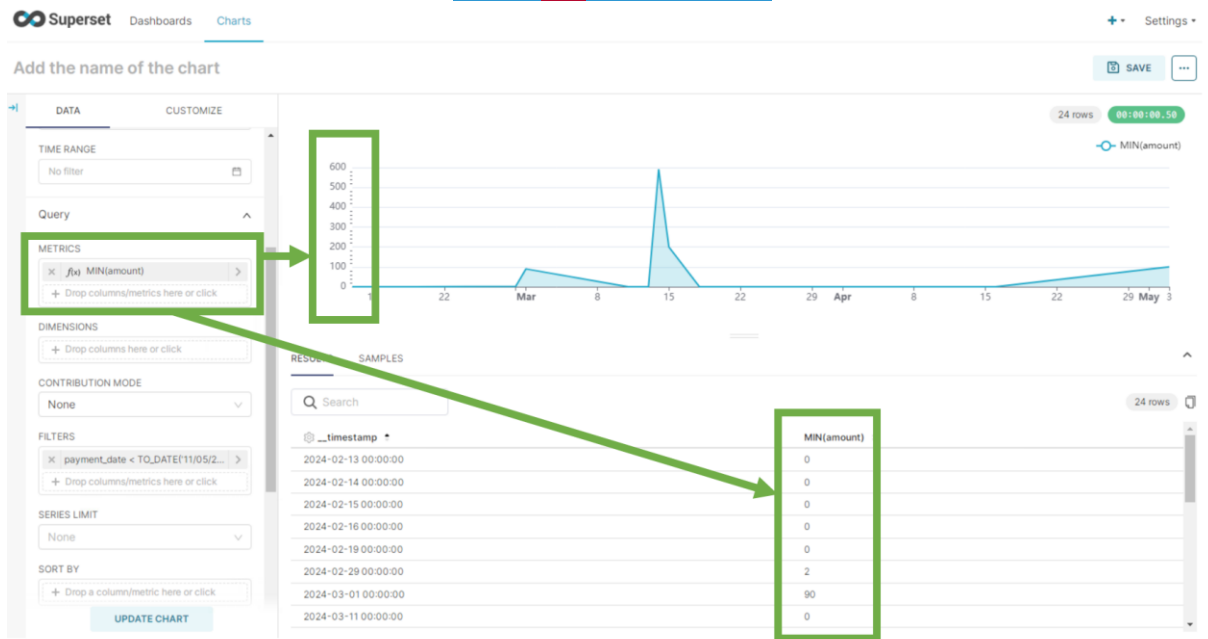 Superset Dashboards Charts Settings
Add the name of the chart
SAVE
DATA CUSTOMIZE
24 rows 00:00:00.50
TIME RANGE
No filter
MIN(amount)
Query
METRICS
f(x) MIN(amount)
+ Drop columns/metrics here or click
DIMENSIONS
+ Drop columns here or click
CONTRIBUTION MODE
None
FILTERS
payment_date < TO_DATE('11/05/2...
+ Drop columns/metrics here or click
SERIES LIMIT
None
SORT BY
+ Drop a column/metric here or click
UPDATE CHART
600
500
400
300
200
100
0
22 Mar 8 15 22 29 Apr 8 15 22 29 May 3
SAMPLES
Search
24 rows
__timestamp MIN(amount)
2024-02-13 00:00:00 0
2024-02-14 00:00:00 0
2024-02-15 00:00:00 0
2024-02-16 00:00:00 0
2024-02-19 00:00:00 0
2024-02-29 00:00:00 2
2024-03-01 00:00:00 90
2024-03-11 00:00:00 0